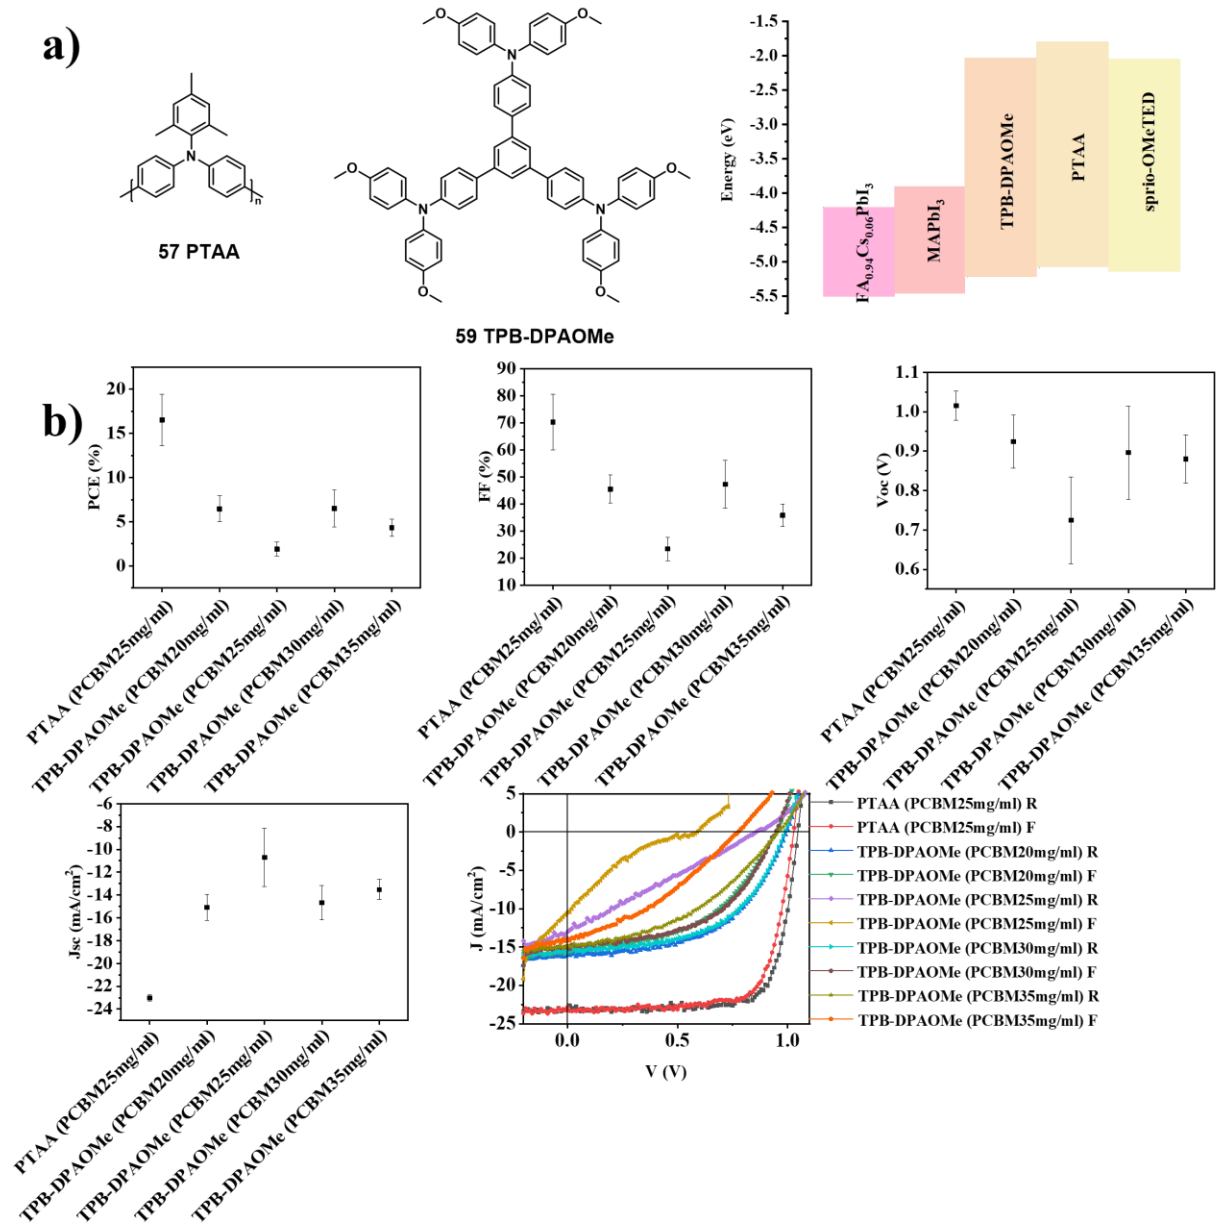 a)
O
O
N
N
n
57 PTAA
O
O
N
N
O
O
59 TPB-DPAOMe
Energy (eV)
-1.5
-2.0
-2.5
-3.0
-3.5
-4.0
-4.5
-5.0
-5.5
FA0.94Cs0.06PbI3
MAPbI3
TPB-DPAOMe
PTAA
sprio-OMeTED
b)
PCE (%)
20
15
10
5
0
PTAA (PCBM25mg/ml)
TPB-DPAOMe (PCBM20mg/ml)
TPB-DPAOMe (PCBM25mg/ml)
TPB-DPAOMe (PCBM30mg/ml)
TPB-DPAOMe (PCBM35mg/ml)
FF (%)
90
80
70
60
50
40
30
20
10
PTAA (PCBM25mg/ml)
TPB-DPAOMe (PCBM20mg/ml)
TPB-DPAOMe (PCBM25mg/ml)
TPB-DPAOMe (PCBM30mg/ml)
TPB-DPAOMe (PCBM35mg/ml)
Voc (V)
1.1
1.0
0.9
0.8
0.7
0.6
PTAA (PCBM25mg/ml)
TPB-DPAOMe (PCBM20mg/ml)
TPB-DPAOMe (PCBM25mg/ml)
TPB-DPAOMe (PCBM30mg/ml)
TPB-DPAOMe (PCBM35mg/ml)
Jsc (mA/cm2)
-6
-8
-10
-12
-14
-16
-18
-20
-22
-24
PTAA (PCBM25mg/ml)
TPB-DPAOMe (PCBM20mg/ml)
TPB-DPAOMe (PCBM25mg/ml)
TPB-DPAOMe (PCBM30mg/ml)
TPB-DPAOMe (PCBM35mg/ml)
J (mA/cm2)
5
0
-5
-10
-15
-20
-25
0.0
0.5
1.0
V (V)
PTAA (PCBM25mg/ml) R
PTAA (PCBM25mg/ml) F
TPB-DPAOMe (PCBM20mg/ml) R
TPB-DPAOMe (PCBM20mg/ml) F
TPB-DPAOMe (PCBM25mg/ml) R
TPB-DPAOMe (PCBM25mg/ml) F
TPB-DPAOMe (PCBM30mg/ml) R
TPB-DPAOMe (PCBM30mg/ml) F
TPB-DPAOMe (PCBM35mg/ml) R
TPB-DPAOMe (PCBM35mg/ml) F